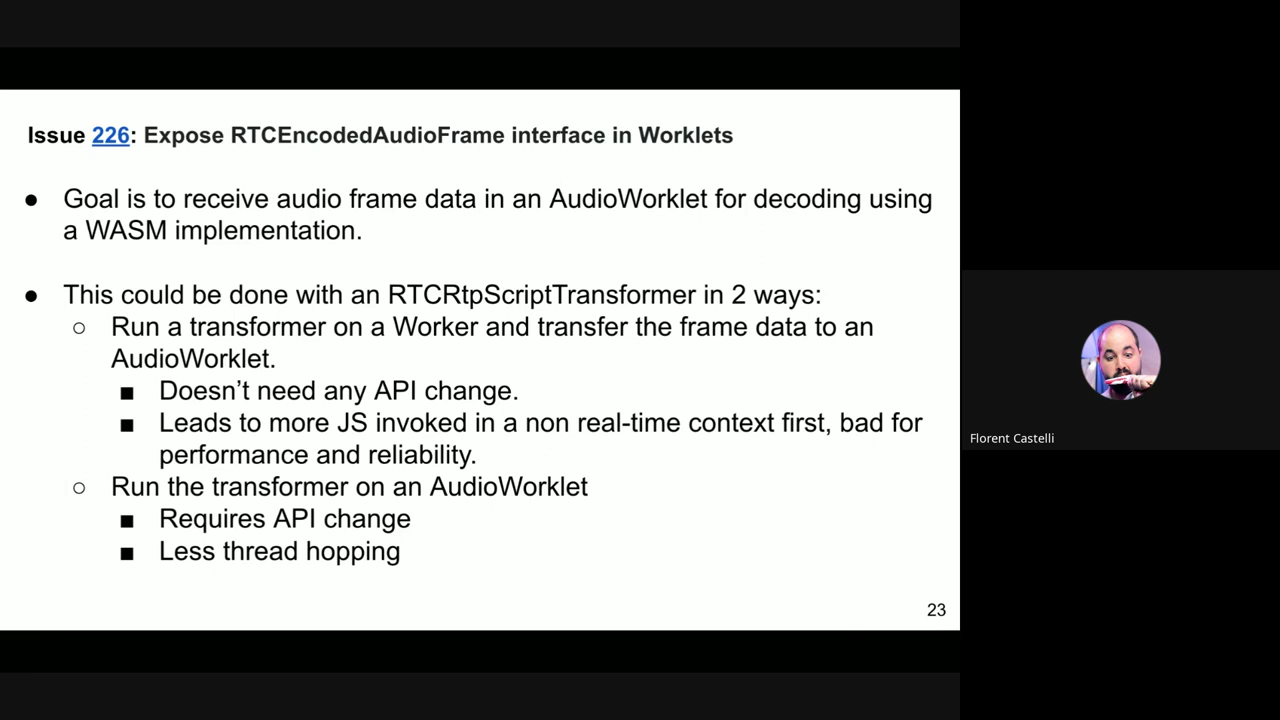 Issue 226: Expose RTCEncodedAudioFrame interface in Worklets
● Goal is to receive audio frame data in an AudioWorklet for decoding using
a WASM implementation.
● This could be done with an RTCRtpScriptTransformer in 2 ways:
○ Run a transformer on a Worker and transfer the frame data to an
AudioWorklet.
■ Doesn’t need any API change.
■ Leads to more JS invoked in a non real-time context first, bad for
performance and reliability.
○ Run the transformer on an AudioWorklet
■ Requires API change
■ Less thread hopping
23
Florent Castelli